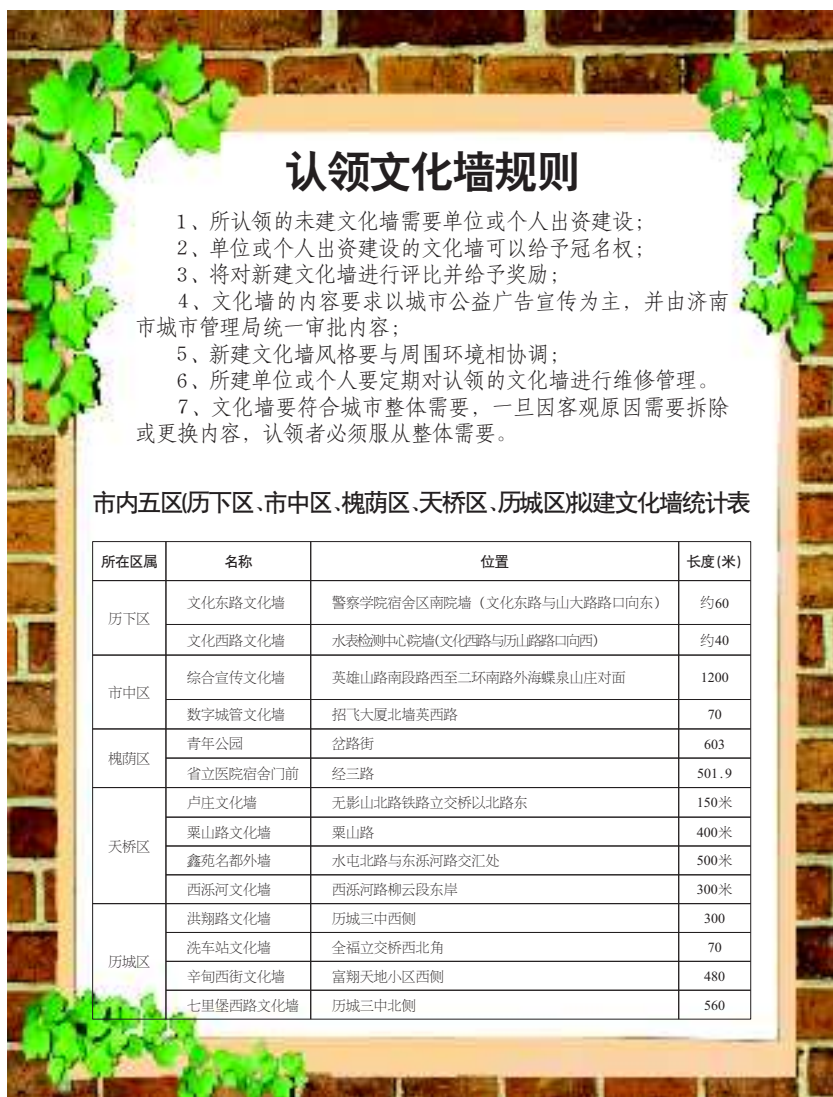 认领文化墙规则
1、所认领的未建文化墙需要单位或个人出资建设；
2、单位或个人出资建设的文化墙可以给予冠名权；
3、将对新建文化墙进行评比并给予奖励；
4、文化墙的内容要求以城市公益广告宣传为主，并由济南
市城市管理局统一审批内容；
5、新建文化墙风格要与周围环境相协调；
6、所建单位或个人要定期对认领的文化墙进行维修管理。
7、文化墙要符合城市整体需要，一旦因客观原因需要拆除
或更换内容，认领者必须服从整体需要。
市内五区(历下区、市中区、槐荫区、天桥区、历城区)拟建文化墙统计表
所在区属 名称 位置 长度(米)
历下区 文化东路文化墙 警察学院宿舍区南院墙（文化东路与山大路路口向东） 约60
文化西路文化墙 水表检测中心院墙(文化西路与历山路路口向西) 约40
市中区 综合宣传文化墙 英雄山路南段路西至二环南路外海蝶泉山庄对面 1200
数字城管文化墙 招飞大厦北墙英西路 70
槐荫区 青年公园 岔路街 603
省立医院宿舍门前 经三路 501.9
天桥区 卢庄文化墙 无影山北路铁路立交桥以北路东 150米
栗山路文化墙 栗山路 400米
鑫苑名都外墙 水屯北路与东泺河路交汇处 500米
西泺河文化墙 西泺河路柳云段东岸 300米
历城区 洪翔路文化墙 历城三中西侧 300
洗车站文化墙 全福立交桥西北角 70
辛甸西街文化墙 富翔天地小区西侧 480
七里堡西路文化墙 历城三中北侧 560